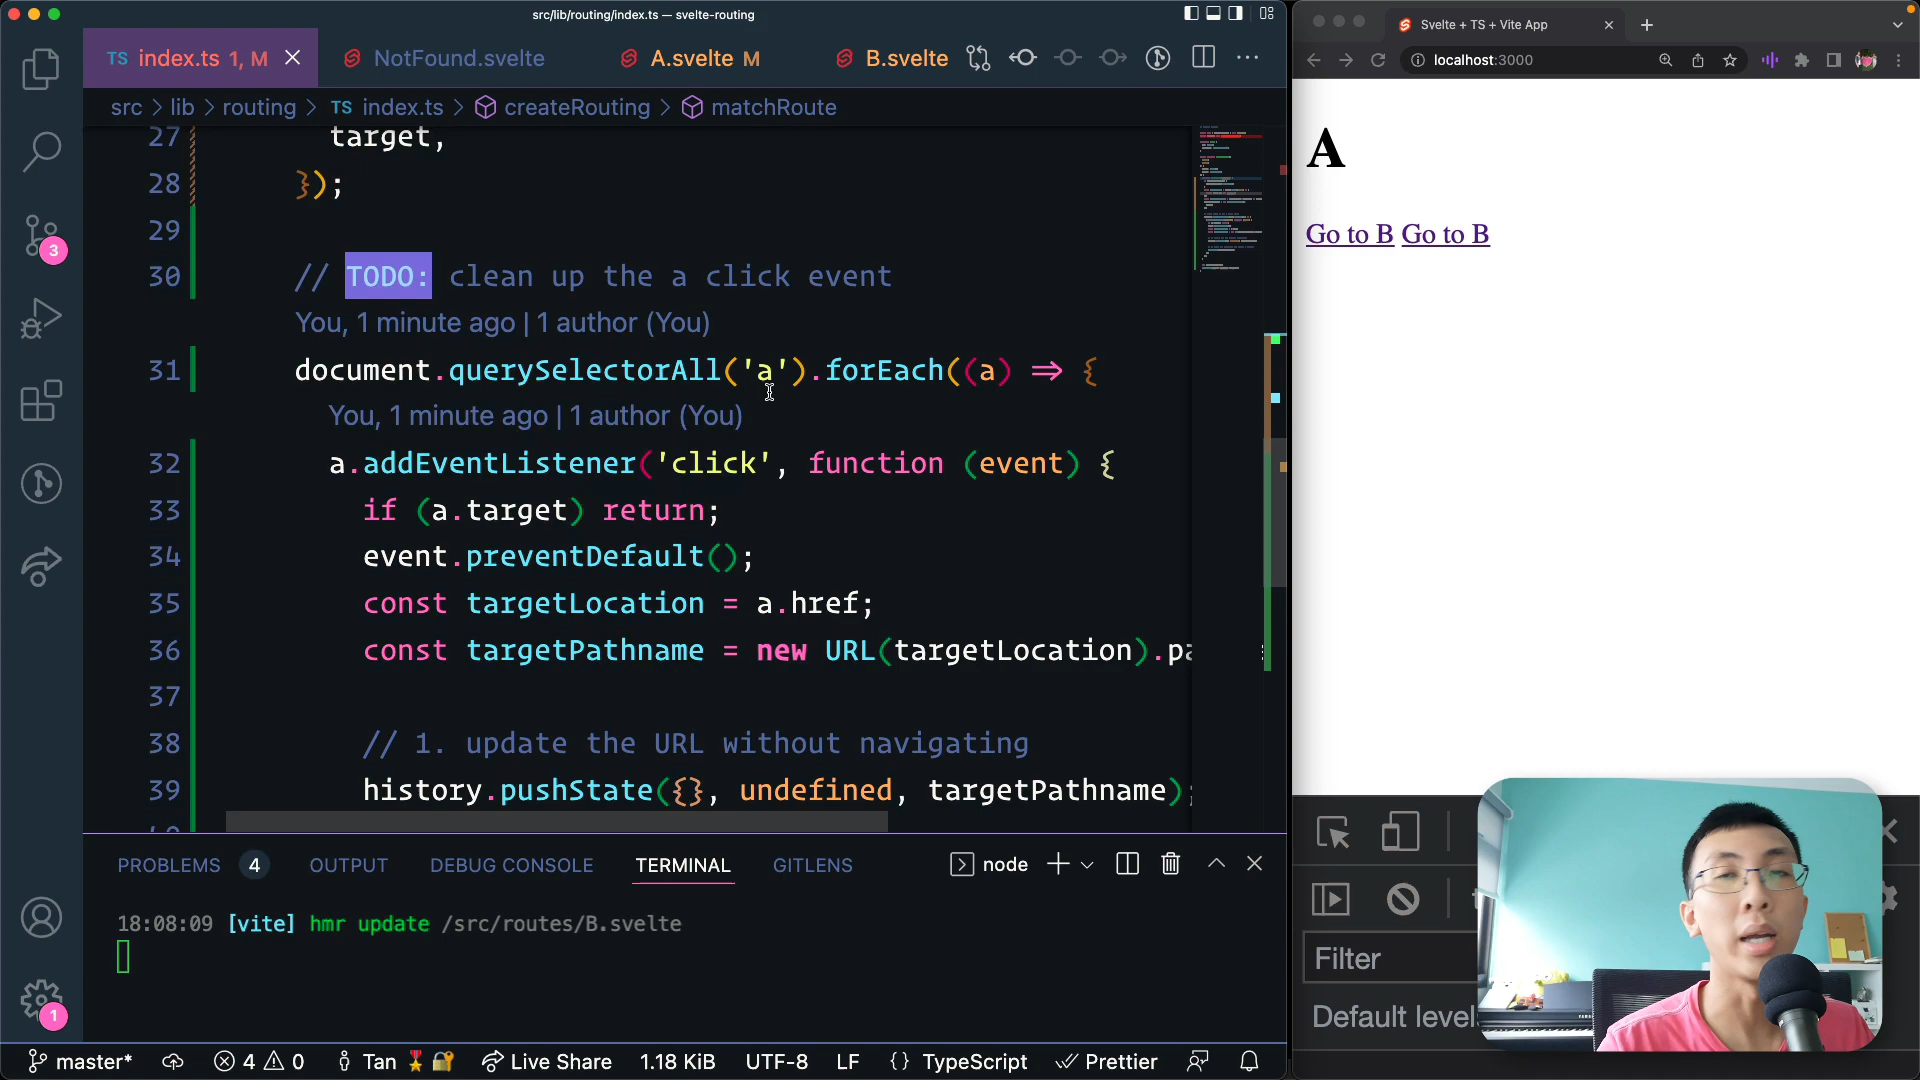 src/lib/routing/index.ts — svelte-routing
TS index.ts 1, M
NotFound.svelte
A.svelte M
B.svelte
src > lib > routing > TS index.ts > createRouting > matchRoute
27 target,
28 });
29
30 // TODO: clean up the a click event
You, 1 minute ago | 1 author (You)
31 document.querySelectorAll('a').forEach((a) => {
You, 1 minute ago | 1 author (You)
32 a.addEventListener('click', function (event) {
33 if (a.target) return;
34 event.preventDefault();
35 const targetLocation = a.href;
36 const targetPathname = new URL(targetLocation).pa
37
38 // 1. update the URL without navigating
39 history.pushState({}, undefined, targetPathname);
3
1
PROBLEMS 4 OUTPUT DEBUG CONSOLE TERMINAL GITLENS
node
18:08:09 [vite] hmr update /src/routes/B.svelte
master* 4 0 Tan Live Share 1.18 KiB UTF-8 LF {} TypeScript Prettier
Svelte + TS + Vite App
localhost:3000
A
Go to B Go to B
Filter
Default level